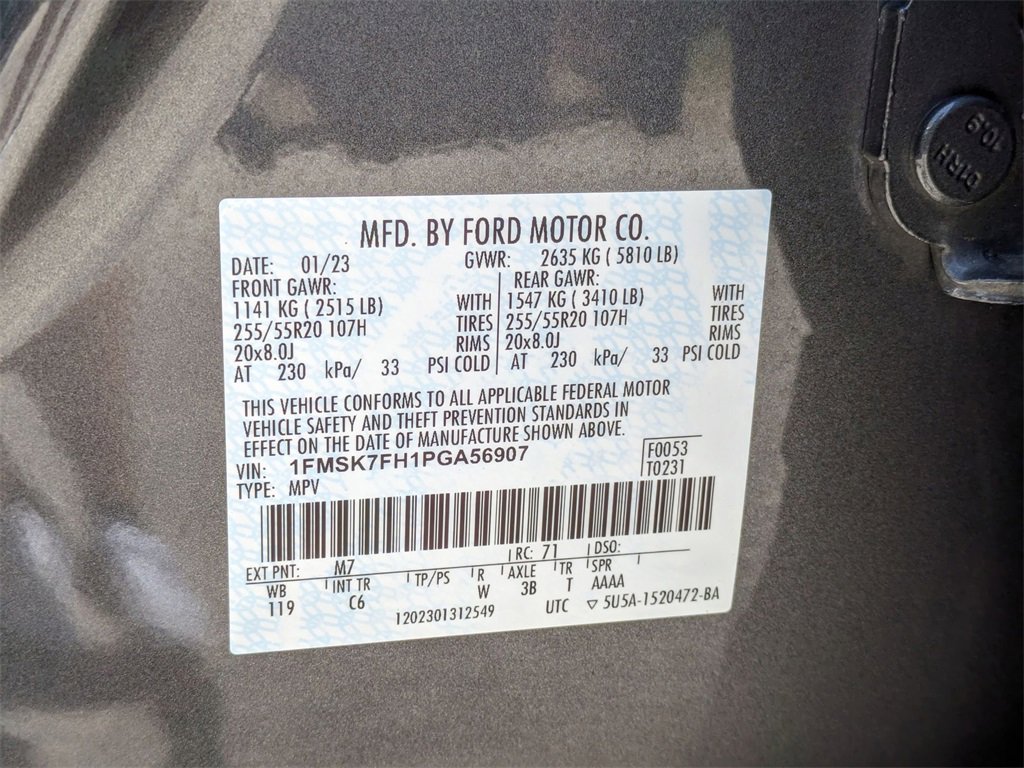 MFD. BY FORD MOTOR CO.
DATE: 01/23 GVWR: 2635 KG ( 5810 LB)
FRONT GAWR: REAR GAWR:
1141 KG ( 2515 LB) WITH 1547 KG ( 3410 LB) WITH
255/55R20 107H TIRES 255/55R20 107H TIRES
20x8.0J RIMS 20x8.0J RIMS
AT 230 kPa/ 33 PSI COLD AT 230 kPa/ 33 PSI COLD
THIS VEHICLE CONFORMS TO ALL APPLICABLE FEDERAL MOTOR
VEHICLE SAFETY AND THEFT PREVENTION STANDARDS IN
EFFECT ON THE DATE OF MANUFACTURE SHOWN ABOVE.
VIN: 1FMSK7FH1PGA56907 F0053
TYPE: MPV T0231
EXT PNT: M7 RC: 71 DSO:
WB INT TR TP/PS R AXLE TR SPR
119 C6 W 3B T AAAA
1202301312549 UTC ▽ 5U5A-1520472-BA
10.9
D1RH